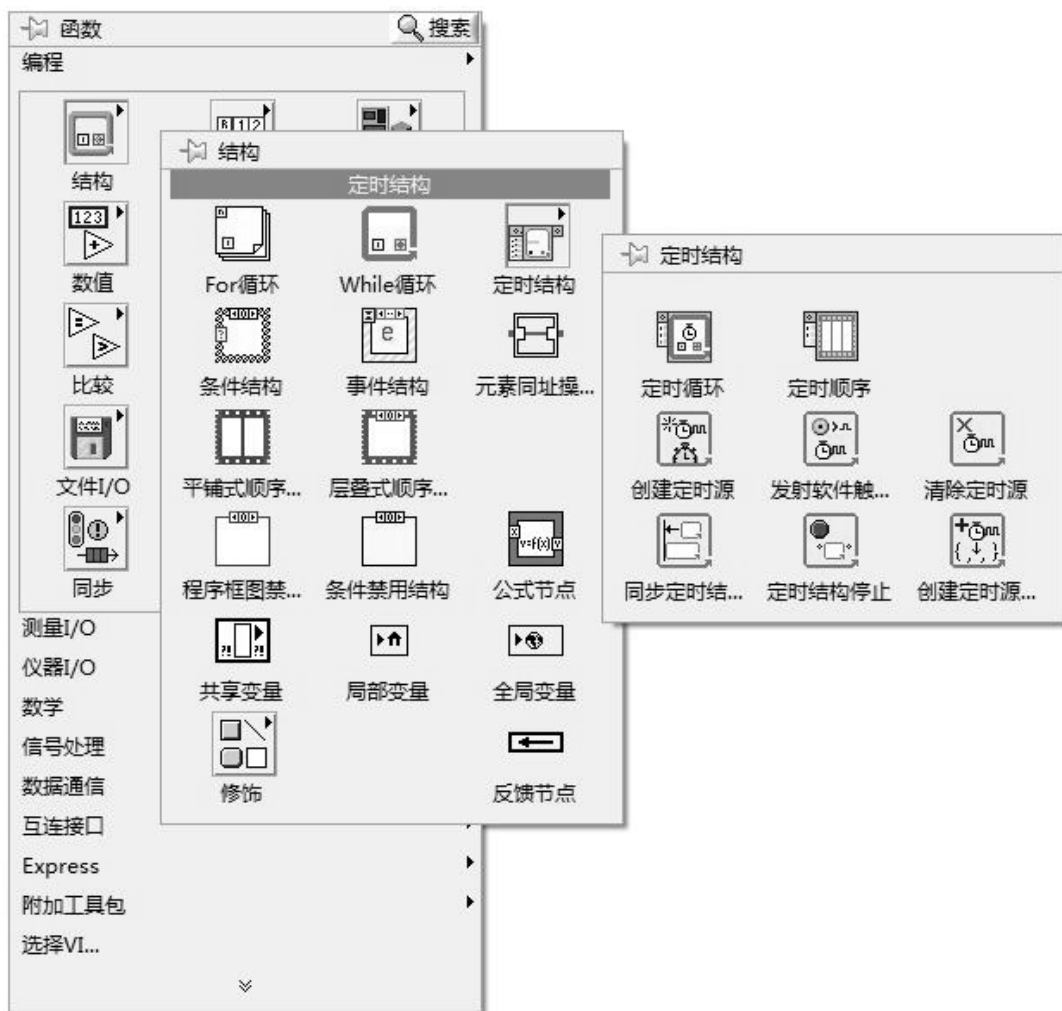 函数
搜索
编程
结构
数值
比较
文件I/O
同步
测量I/O
仪器I/O
数学
信号处理
数据通信
互连接口
Express
附加工具包
选择VI...
结构
定时结构
For循环 While循环 定时结构
条件结构 事件结构 元素同址操...
平铺式顺序... 层叠式顺序...
程序框图禁... 条件禁用结构 公式节点
共享变量 局部变量 全局变量
修饰 反馈节点
定时结构
定时循环 定时顺序
创建定时源 发射软件触... 清除定时源
同步定时结... 定时结构停止 创建定时源...